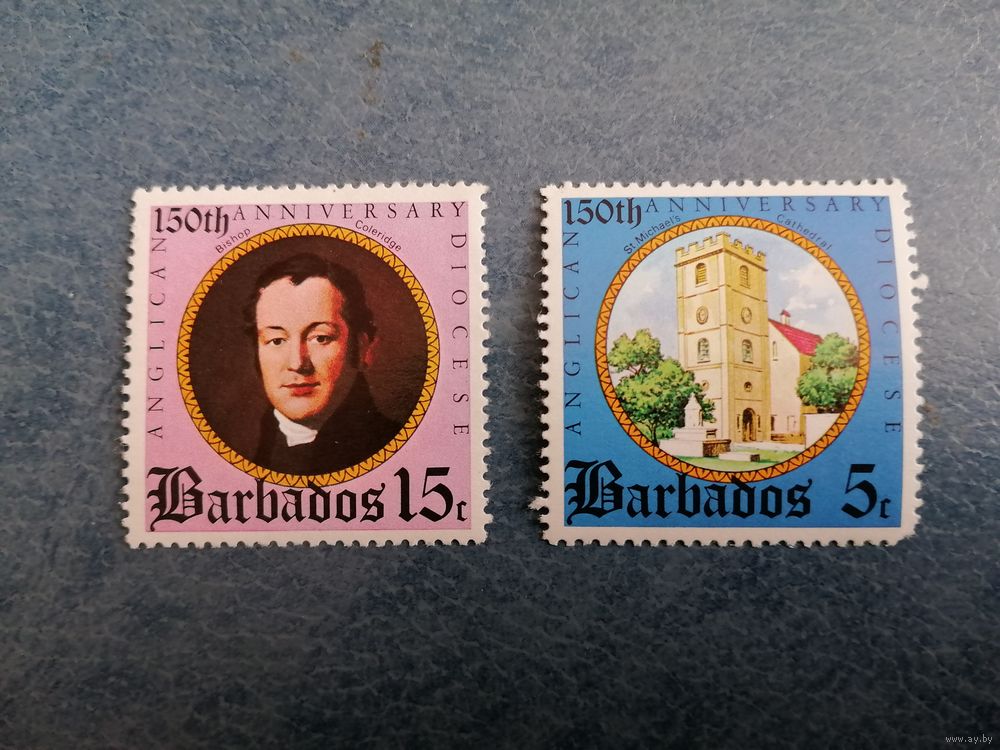 150th ANNIVERSARY
ANGLICAN
DIOCESE
Bishop Coleridge
Barbados 15c
150th ANNIVERSARY
ANGLICAN
DIOCESE
St Michael's Cathedral
Barbados 5c
www.ay.by